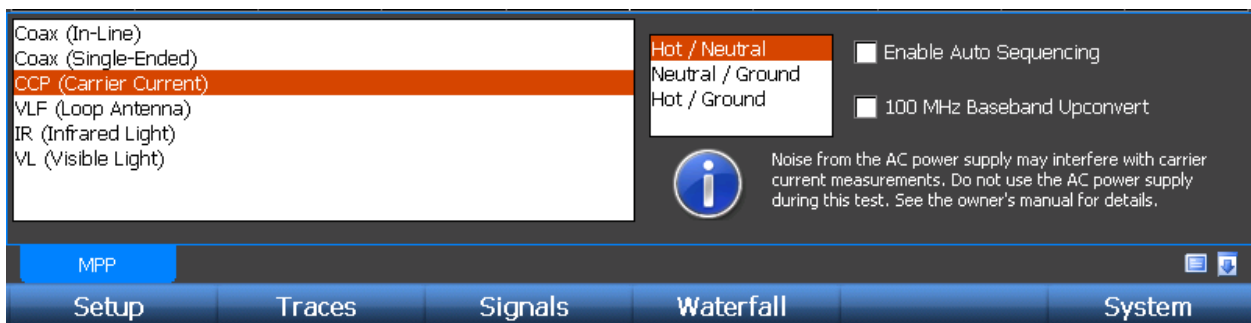 Coax (In-Line)
Coax (Single-Ended)
CCP (Carrier Current)
VLF (Loop Antenna)
IR (Infrared Light)
VL (Visible Light)
Hot / Neutral
Neutral / Ground
Hot / Ground
Enable Auto Sequencing
100 MHz Baseband Upconvert
Noise from the AC power supply may interfere with carrier
current measurements. Do not use the AC power supply
during this test. See the owner's manual for details.
MPP
Setup
Traces
Signals
Waterfall
System